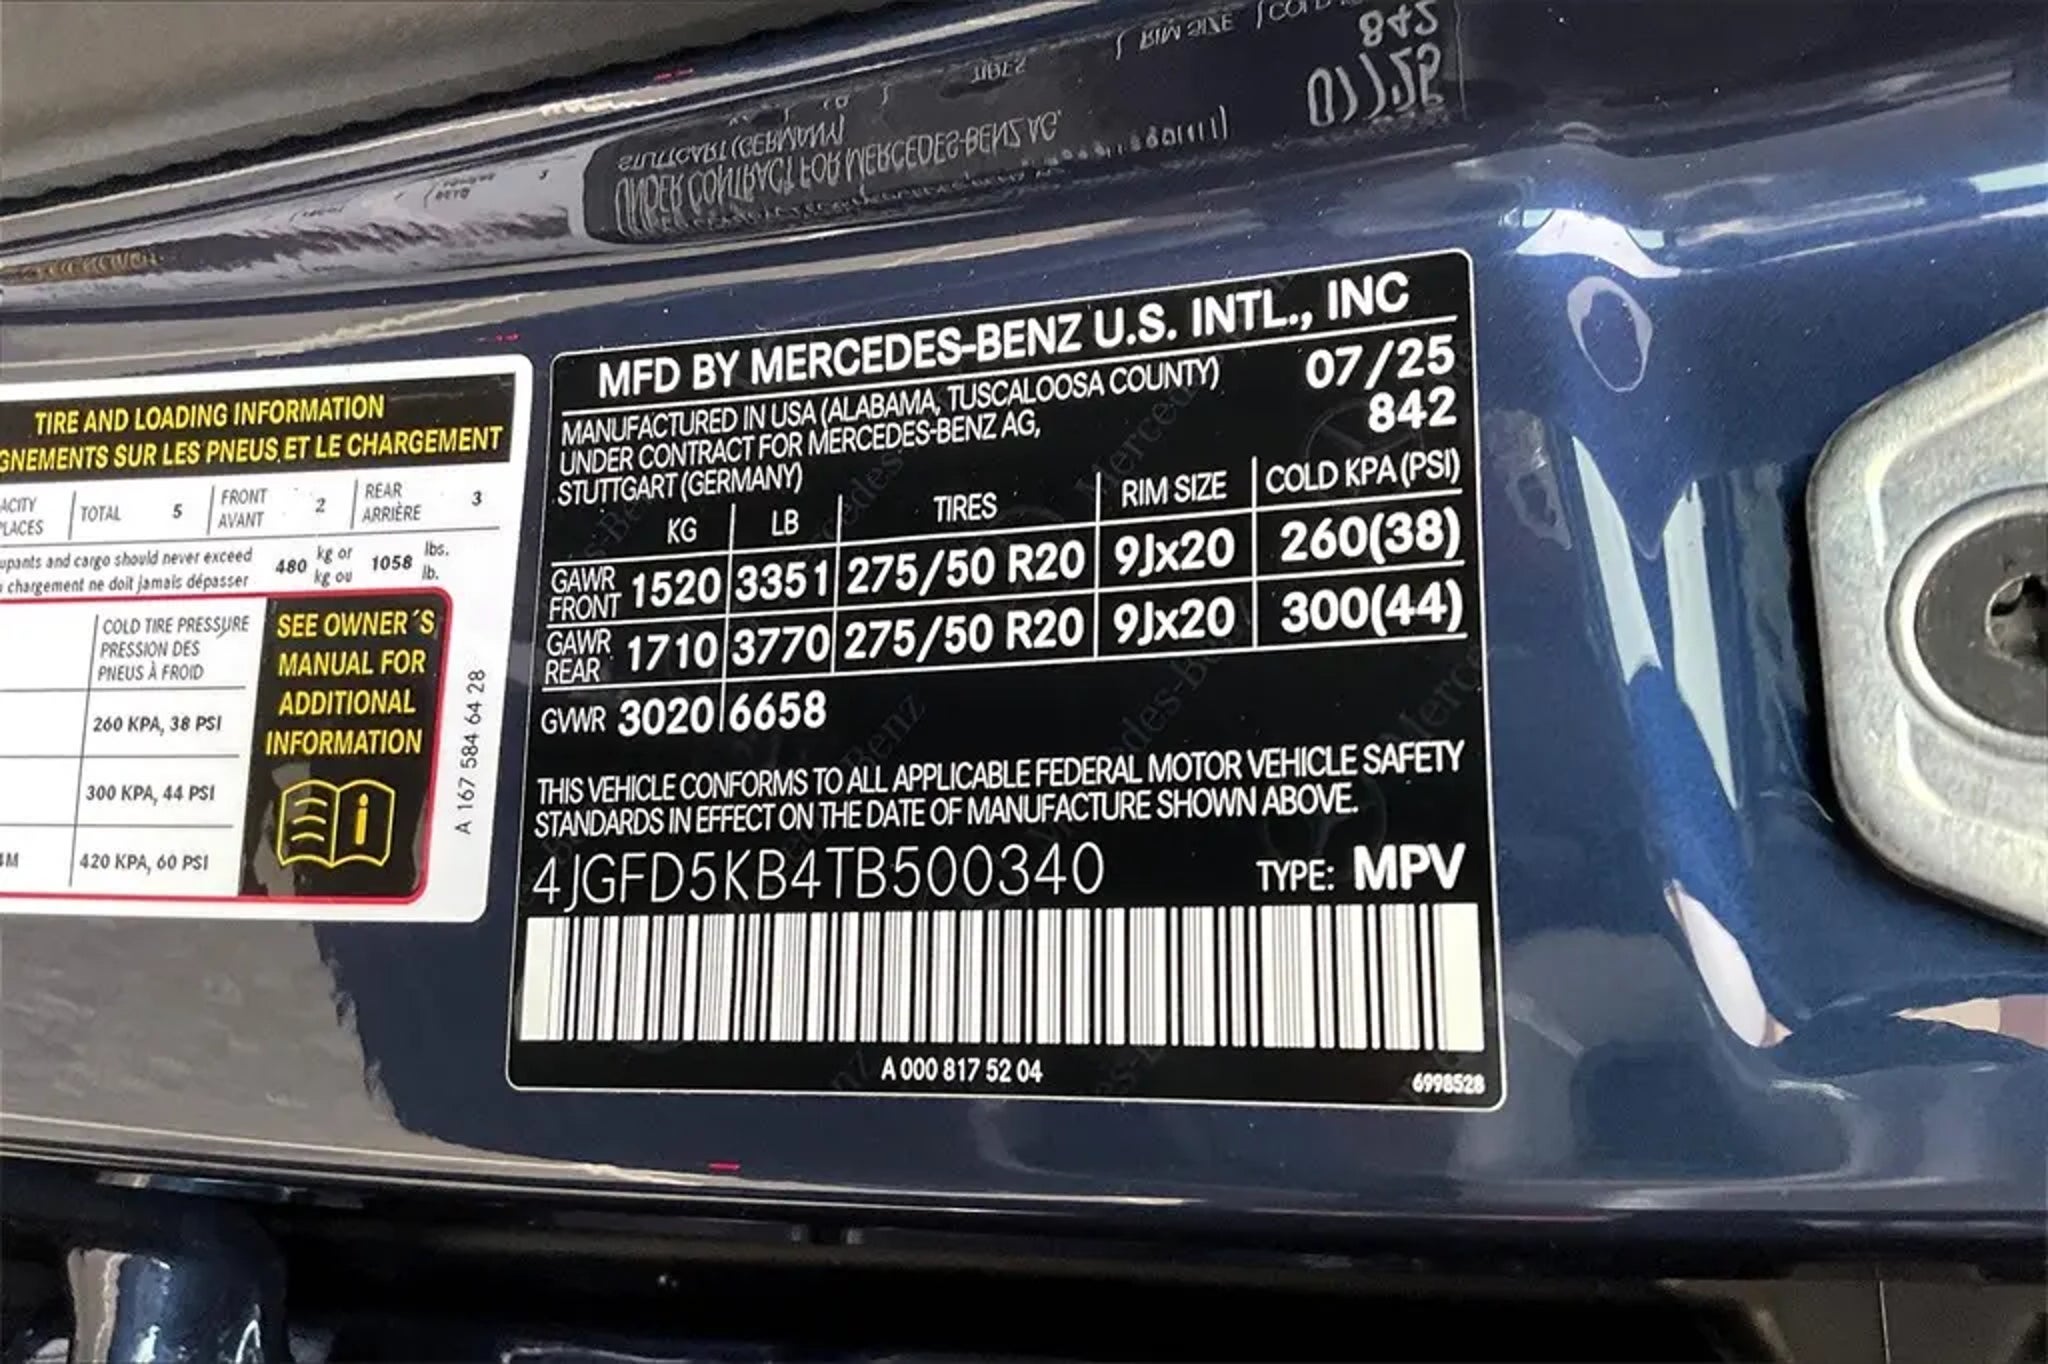 TIRE AND LOADING INFORMATION
GNEMENTS SUR LES PNEUS ET LE CHARGEMENT
ACITY
PLACES
TOTAL 5
FRONT
AVANT
2
REAR
ARRIÈRE
3
upants and cargo should never exceed
chargement ne doit jamais dépasser
480 kg or
kg ou
1058 lbs.
lb.
COLD TIRE PRESSURE
PRESSION DES
PNEUS À FROID
260 KPA, 38 PSI
300 KPA, 44 PSI
420 KPA, 60 PSI
SEE OWNER´S
MANUAL FOR
ADDITIONAL
INFORMATION
A 167 584 64 28
MFD BY MERCEDES-BENZ U.S. INTL., INC
MANUFACTURED IN USA (ALABAMA, TUSCALOOSA COUNTY) 07/25
UNDER CONTRACT FOR MERCEDES-BENZ AG, 842
STUTTGART (GERMANY)
KG LB TIRES RIM SIZE COLD KPA (PSI)
GAWR
FRONT
1520 3351 275/50 R20 9Jx20 260(38)
GAWR
REAR
1710 3770 275/50 R20 9Jx20 300(44)
GVWR 3020 6658
THIS VEHICLE CONFORMS TO ALL APPLICABLE FEDERAL MOTOR VEHICLE SAFETY
STANDARDS IN EFFECT ON THE DATE OF MANUFACTURE SHOWN ABOVE.
4JGFD5KB4TB500340 TYPE: MPV
A 000 817 52 04
6998528